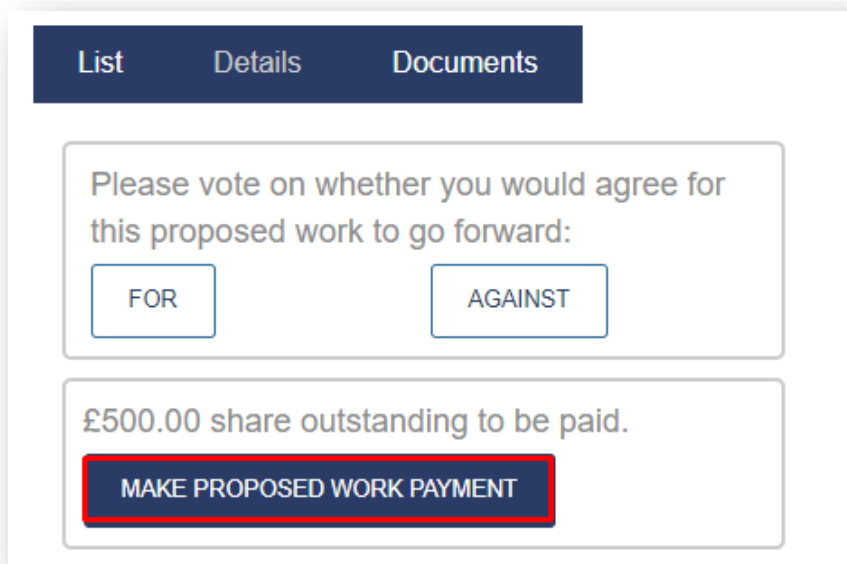 List Details Documents
Please vote on whether you would agree for
this proposed work to go forward:
FOR AGAINST
£500.00 share outstanding to be paid.
MAKE PROPOSED WORK PAYMENT